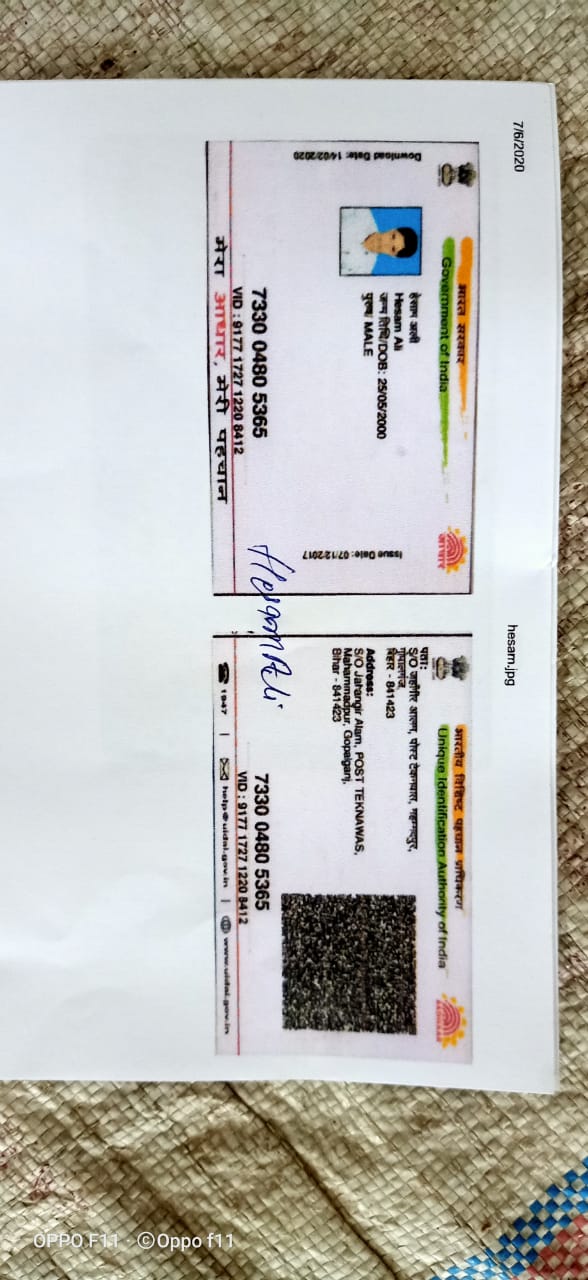 7/6/2020
hesam.jpg
भारत सरकार
Government of India
आधार
Download Date: 14/02/2020
हेसाम अली
Hesam Ali
जन्म तिथि/DOB: 25/05/2000
पुरुष/ MALE
Issue Date: 07/12/2017
7330 0480 5365
VID : 9177 1727 1220 8412
मेरा आधार, मेरी पहचान
Hesam Ali
भारतीय विशिष्ट पहचान प्राधिकरण
Unique Identification Authority of India
AADHAAR
पता:
S/O जहाँगीर आलम, पोस्ट टेकनवास, महम्मदपुर,
गोपालगंज,
बिहार - 841423
Address:
S/O Jahangir Alam, POST TEKNAWAS,
Mahammadpur, Gopalganj,
Bihar - 841423
7330 0480 5365
VID : 9177 1727 1220 8412
1947 | help@uidai.gov.in | www.uidai.gov.in
OPPO F11 · ©Oppo f11